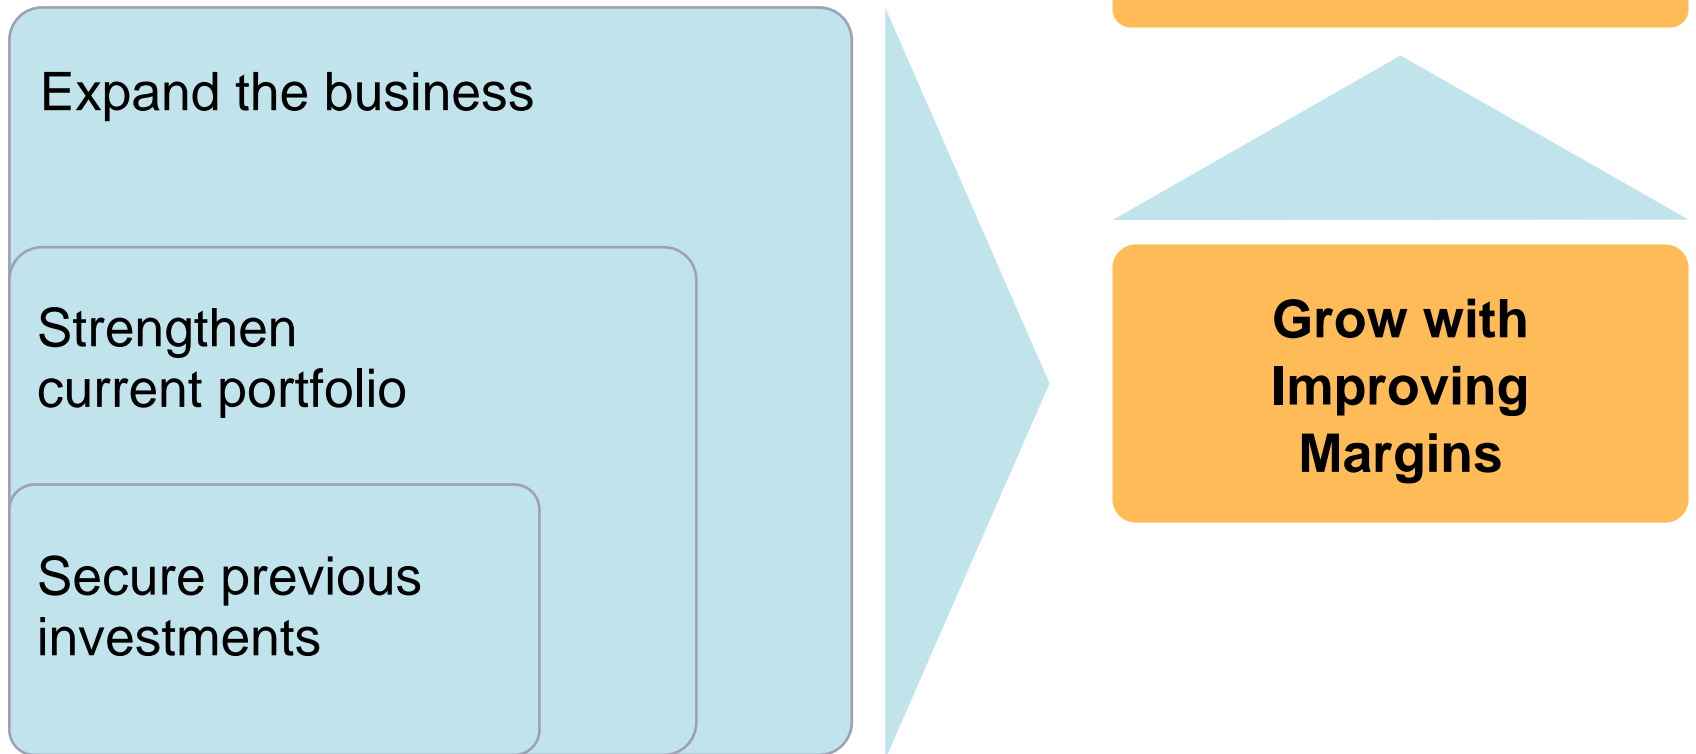 Expand the business
Strengthen
current portfolio
Secure previous
investments
Grow with
Improving
Margins